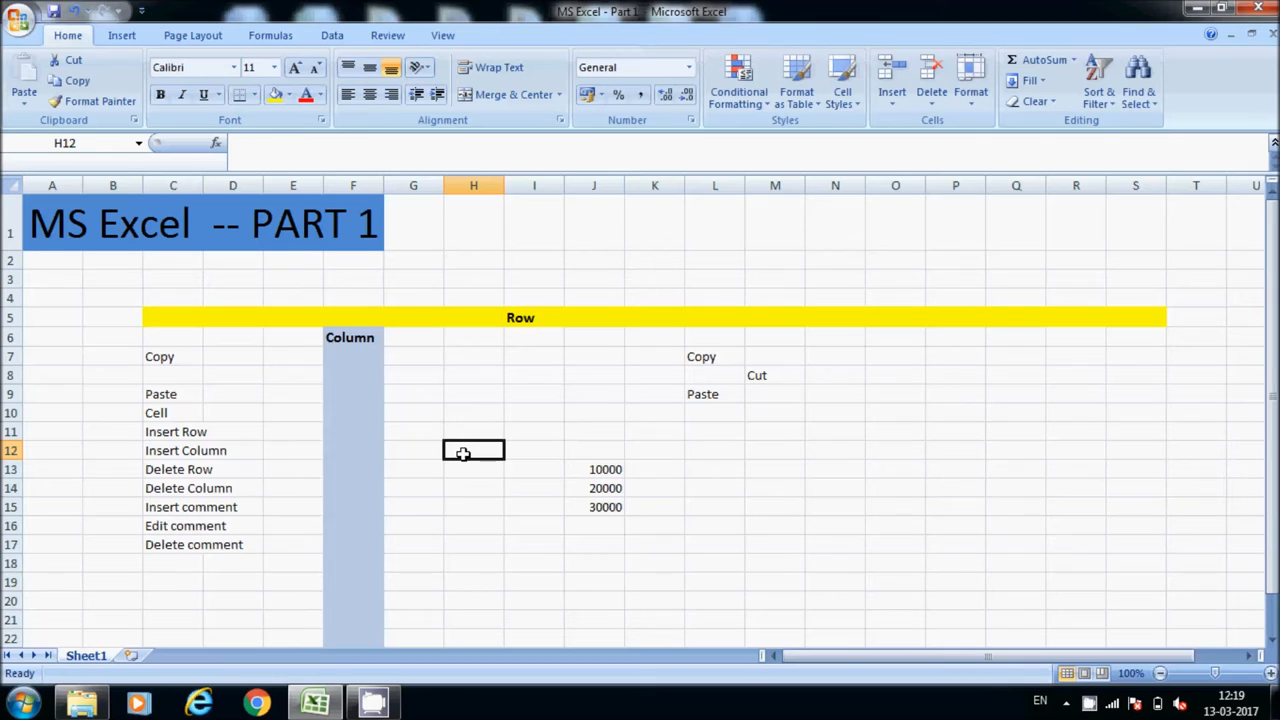 MS Excel - Part 1 - Microsoft Excel
Home Insert Page Layout Formulas Data Review View
Paste Cut Copy Format Painter Clipboard
Calibri 11 A A B I U A Font
Wrap Text Merge & Center Alignment
General % , .0 .00 .00 .0 Number
Conditional Formatting Format as Table Cell Styles Styles
Insert Delete Format Cells
Σ AutoSum Fill Clear Sort & Filter Find & Select Editing
H12 fx
A B C D E F G H I J K L M N O P Q R S T U
1 MS Excel -- PART 1
2
3
4
5 Row
6 Column
7 Copy Copy
8 Cut
9 Paste Paste
10 Cell
11 Insert Row
12 Insert Column
13 Delete Row 10000
14 Delete Column 20000
15 Insert comment 30000
16 Edit comment
17 Delete comment
18
19
20
21
22
Sheet1
Ready 100%
EN 12:19
13-03-2017